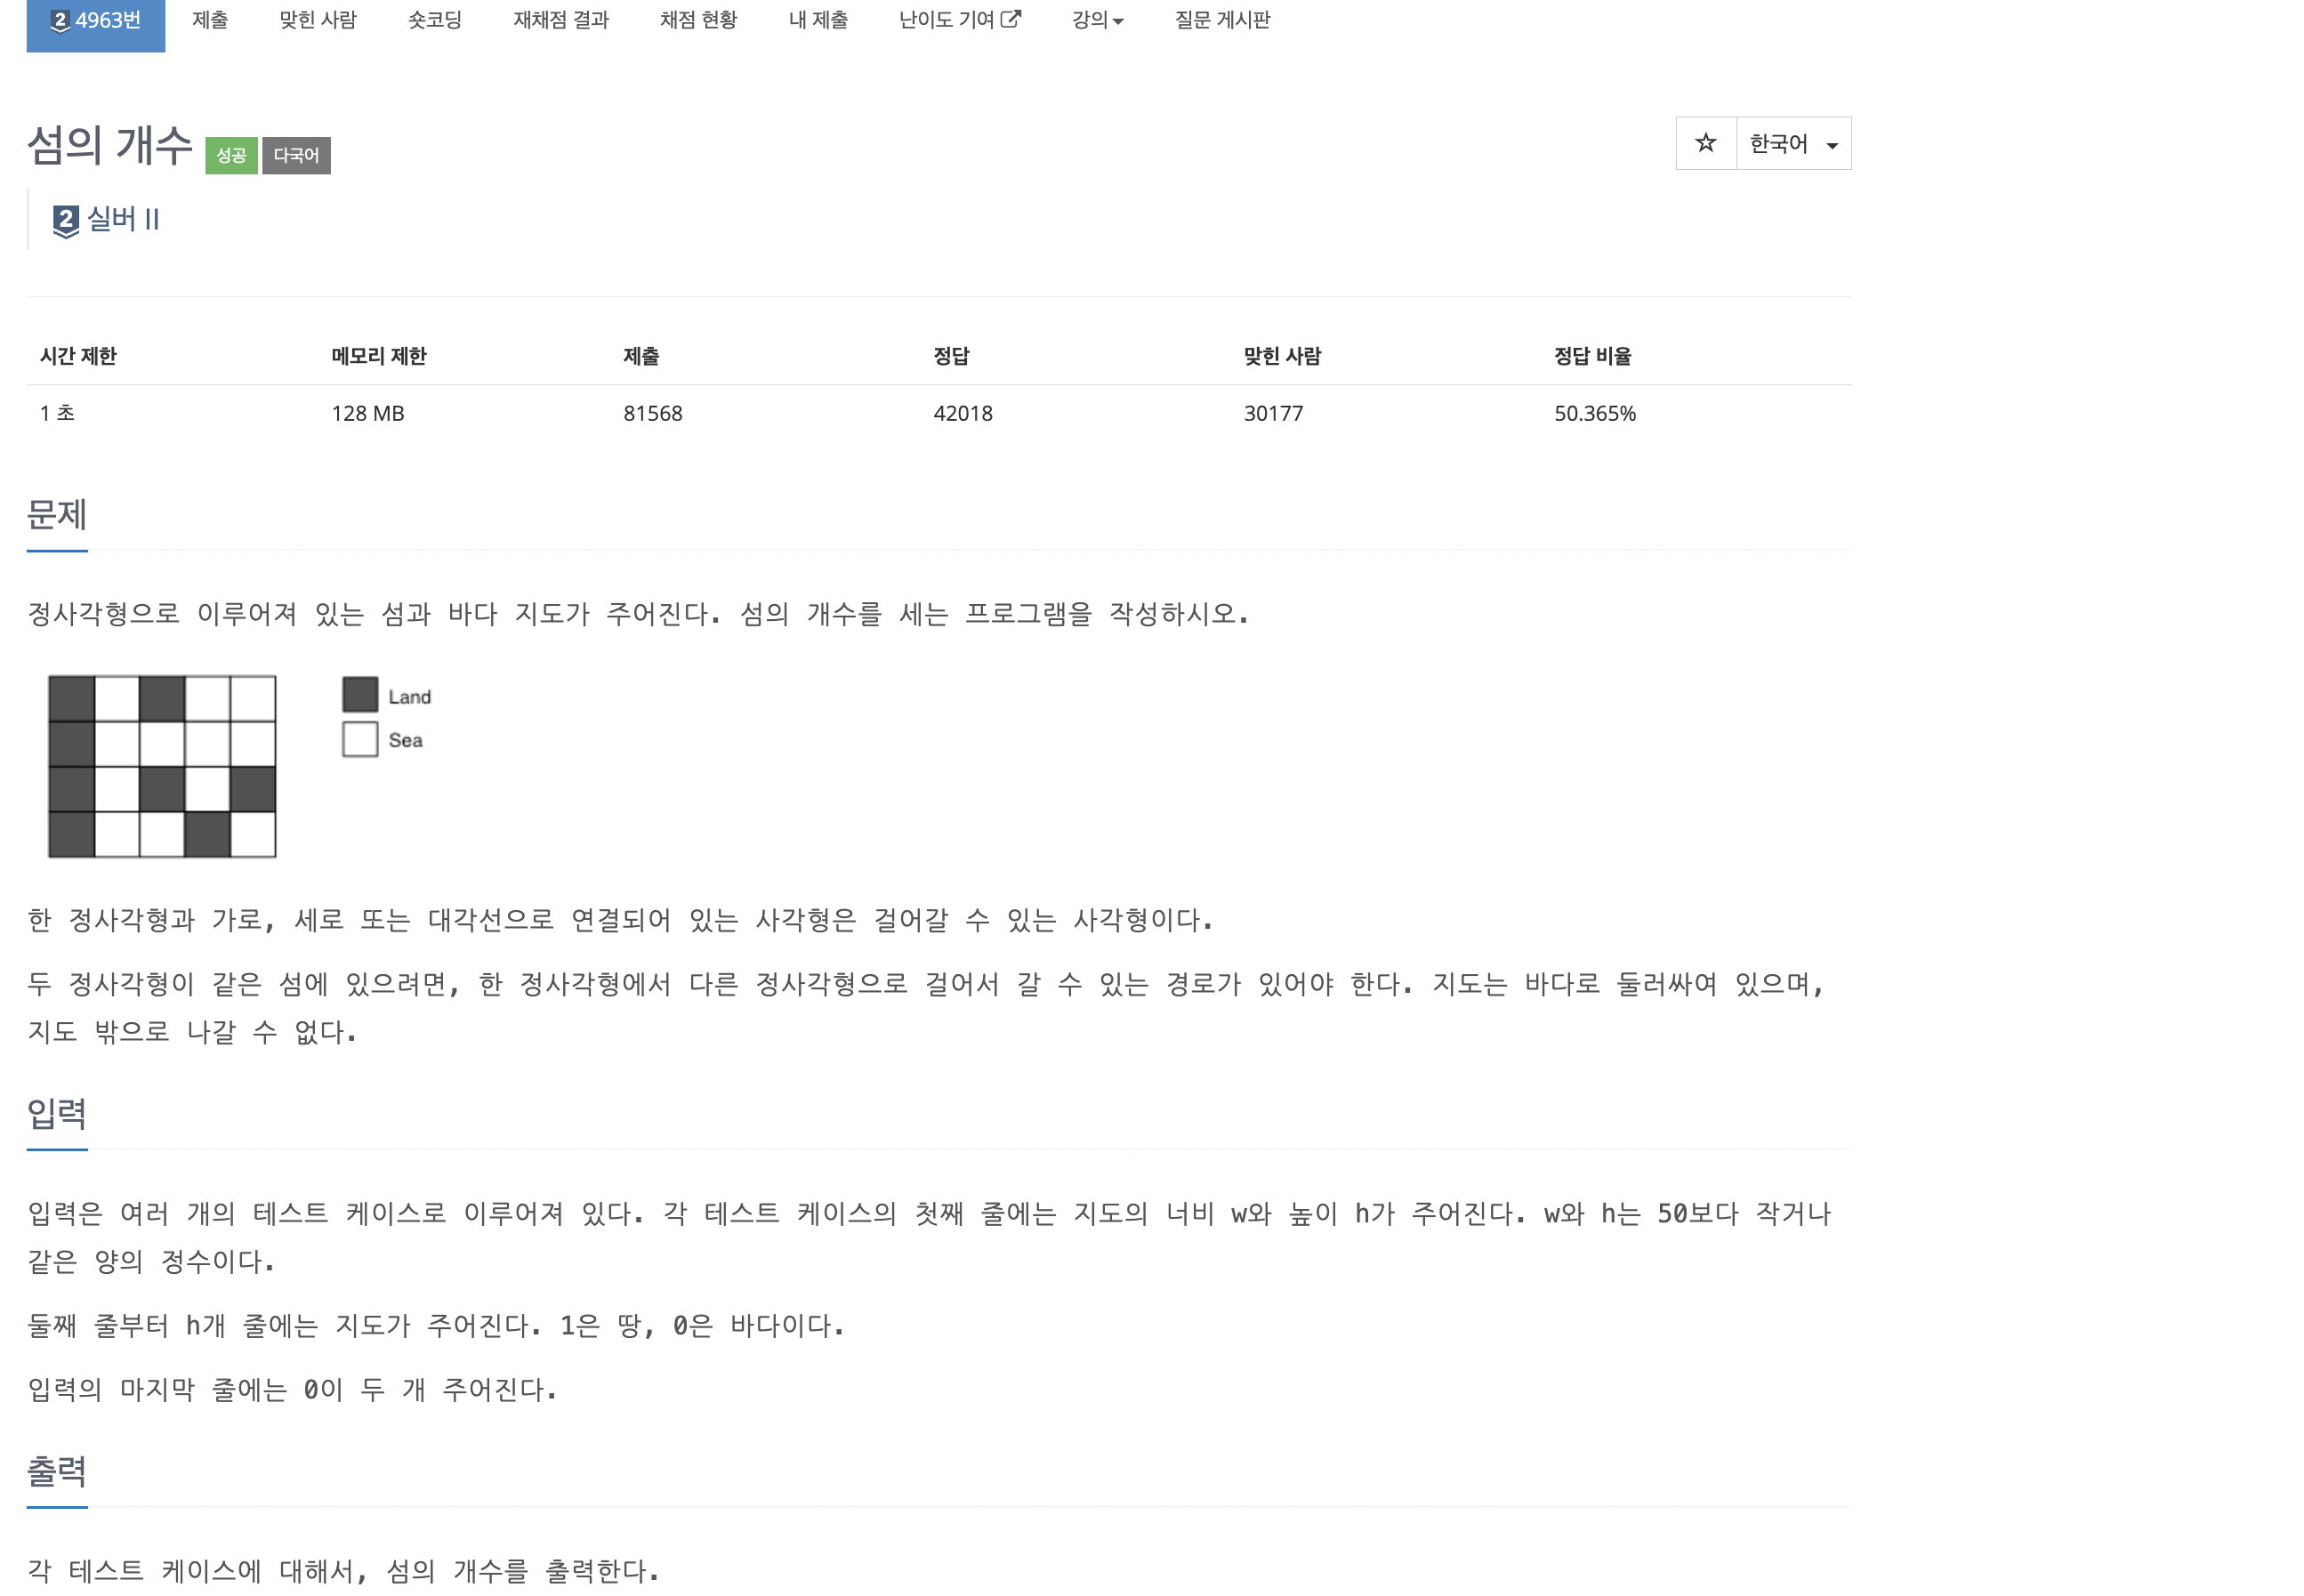 2 4963번 제출 맞힌 사람 숏코딩 재채점 결과 채점 현황 내 제출 난이도 기여 강의 질문 게시판
섬의 개수 성공 다국어 한국어
2 실버 II
시간 제한 메모리 제한 제출 정답 맞힌 사람 정답 비율
1 초 128 MB 81568 42018 30177 50.365%
문제
정사각형으로 이루어져 있는 섬과 바다 지도가 주어진다. 섬의 개수를 세는 프로그램을 작성하시오.
Land
Sea
한 정사각형과 가로, 세로 또는 대각선으로 연결되어 있는 사각형은 걸어갈 수 있는 사각형이다.
두 정사각형이 같은 섬에 있으려면, 한 정사각형에서 다른 정사각형으로 걸어서 갈 수 있는 경로가 있어야 한다. 지도는 바다로 둘러싸여 있으며,
지도 밖으로 나갈 수 없다.
입력
입력은 여러 개의 테스트 케이스로 이루어져 있다. 각 테스트 케이스의 첫째 줄에는 지도의 너비 w와 높이 h가 주어진다. w와 h는 50보다 작거나
같은 양의 정수이다.
둘째 줄부터 h개 줄에는 지도가 주어진다. 1은 땅, 0은 바다이다.
입력의 마지막 줄에는 0이 두 개 주어진다.
출력
각 테스트 케이스에 대해서, 섬의 개수를 출력한다.